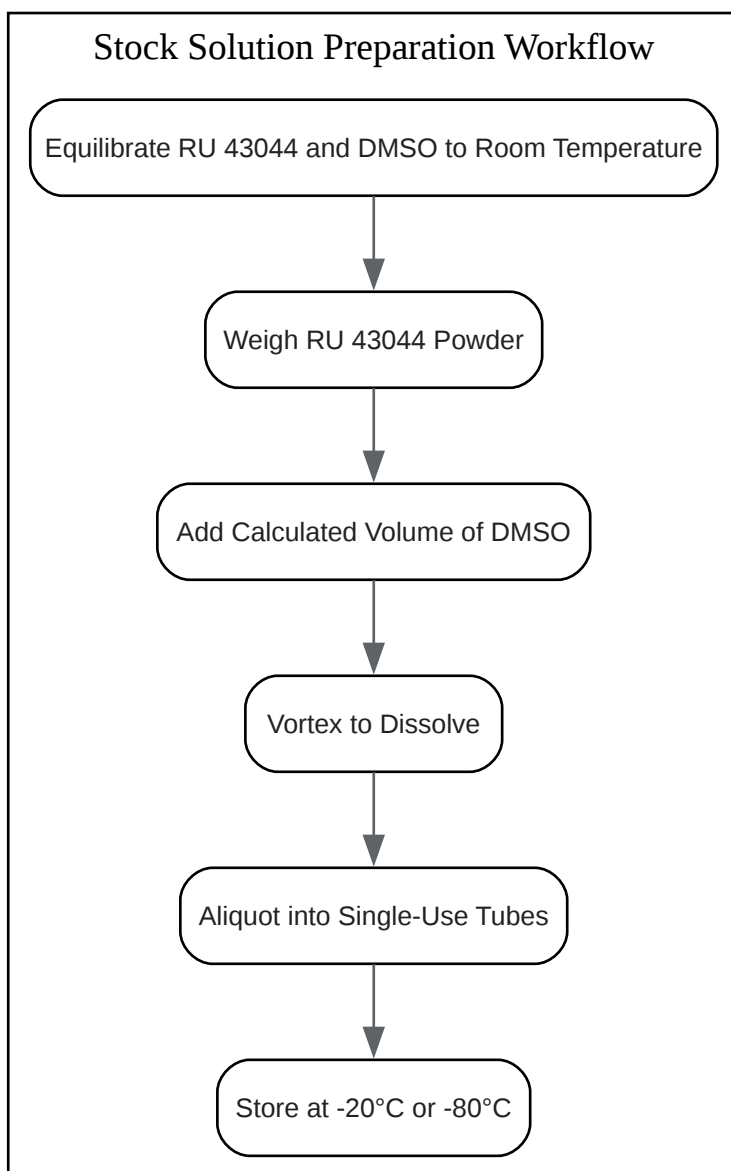 Stock Solution Preparation Workflow
Equilibrate RU 43044 and DMSO to Room Temperature
Weigh RU 43044 Powder
Add Calculated Volume of DMSO
Vortex to Dissolve
Aliquot into Single-Use Tubes
Store at -20°C or -80°C